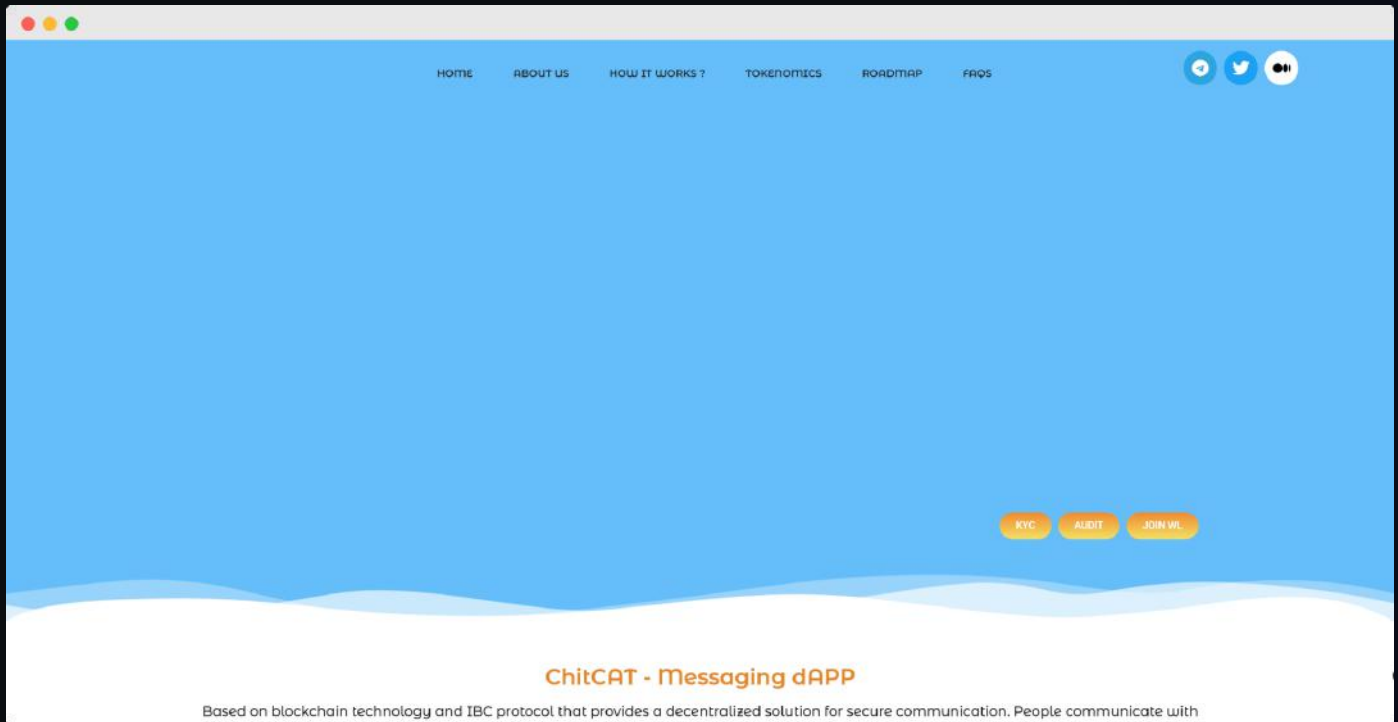 HOME ABOUT US HOW IT WORKS ? TOKENOMICS ROADMAP FAQS
KYC AUDIT JOIN WL
ChitCAT - Messaging dAPP
Based on blockchain technology and IBC protocol that provides a decentralized solution for secure communication. People communicate with